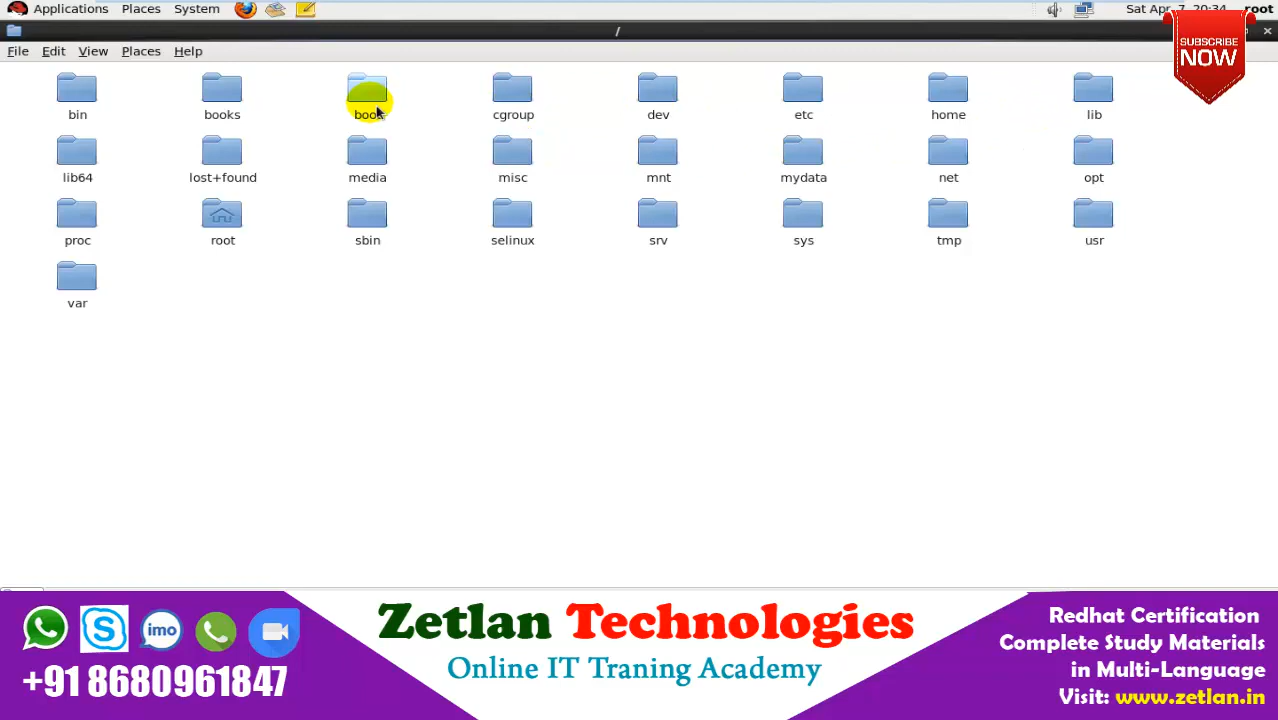 Applications Places System
Sat Apr 7, 20:34 root
/
File Edit View Places Help
SUBSCRIBE
NOW
bin books cgroup dev etc home lib
lib64 lost+found media misc mnt mydata net opt
proc root sbin selinux srv sys tmp usr
var
+91 8680961847
imo
Zetlan Technologies
Online IT Traning Academy
Redhat Certification
Complete Study Materials
in Multi-Language
Visit: www.zetlan.in